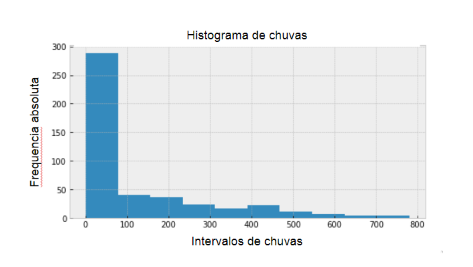 Histograma de chuvas
Frequencia absoluta
300
250
200
150
100
50
0
0 100 200 300 400 500 600 700 800
Intervalos de chuvas